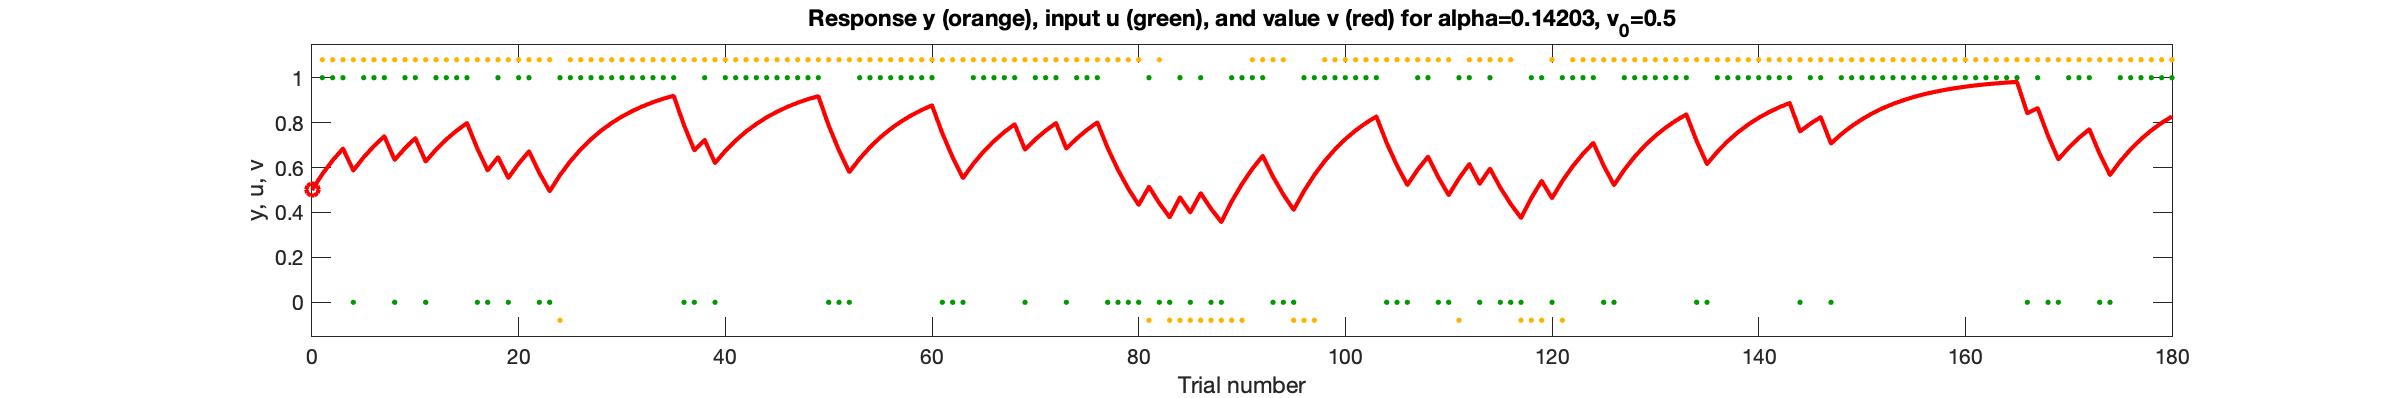 Response y (orange), input u (green), and value v (red) for alpha=0.14203, v0=0.5
y, u, v
1
0.8
0.6
0.4
0.2
0
0 20 40 60 80 100 120 140 160 180
Trial number